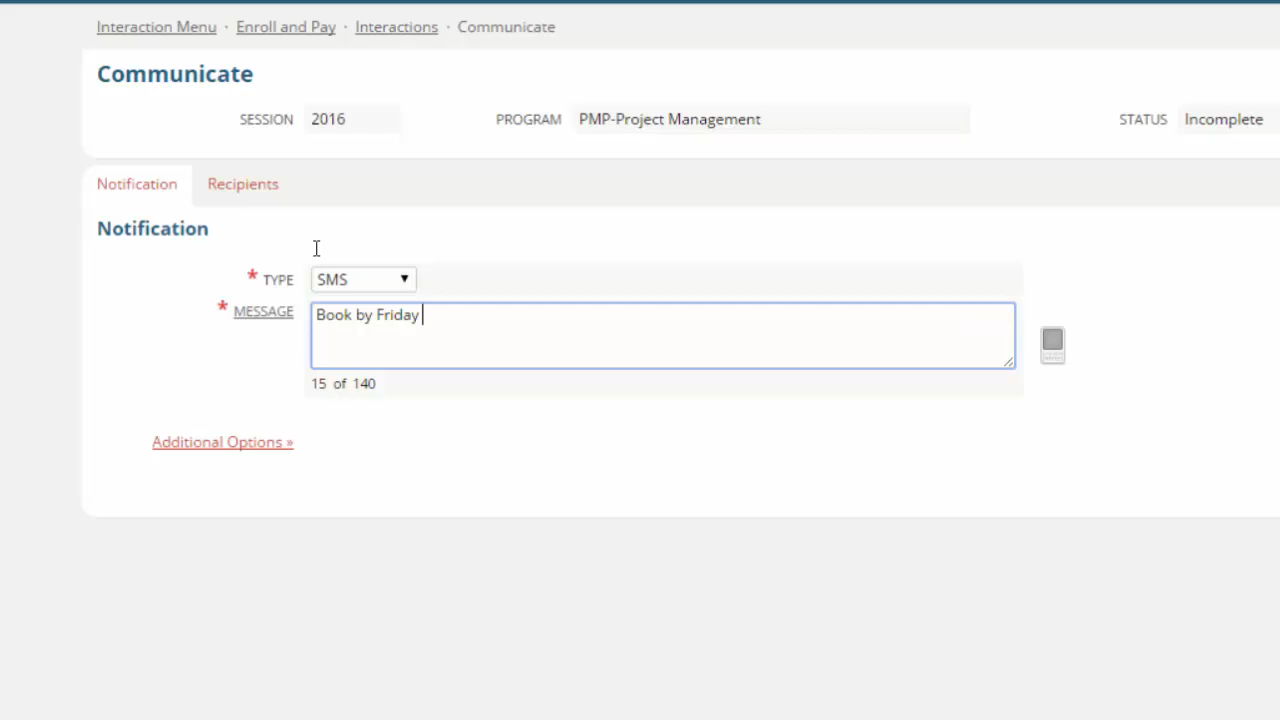 Interaction Menu · Enroll and Pay · Interactions · Communicate
Communicate
SESSION 2016 PROGRAM PMP-Project Management STATUS Incomplete
Notification Recipients
Notification
* TYPE SMS
* MESSAGE Book by Friday
15 of 140
Additional Options »